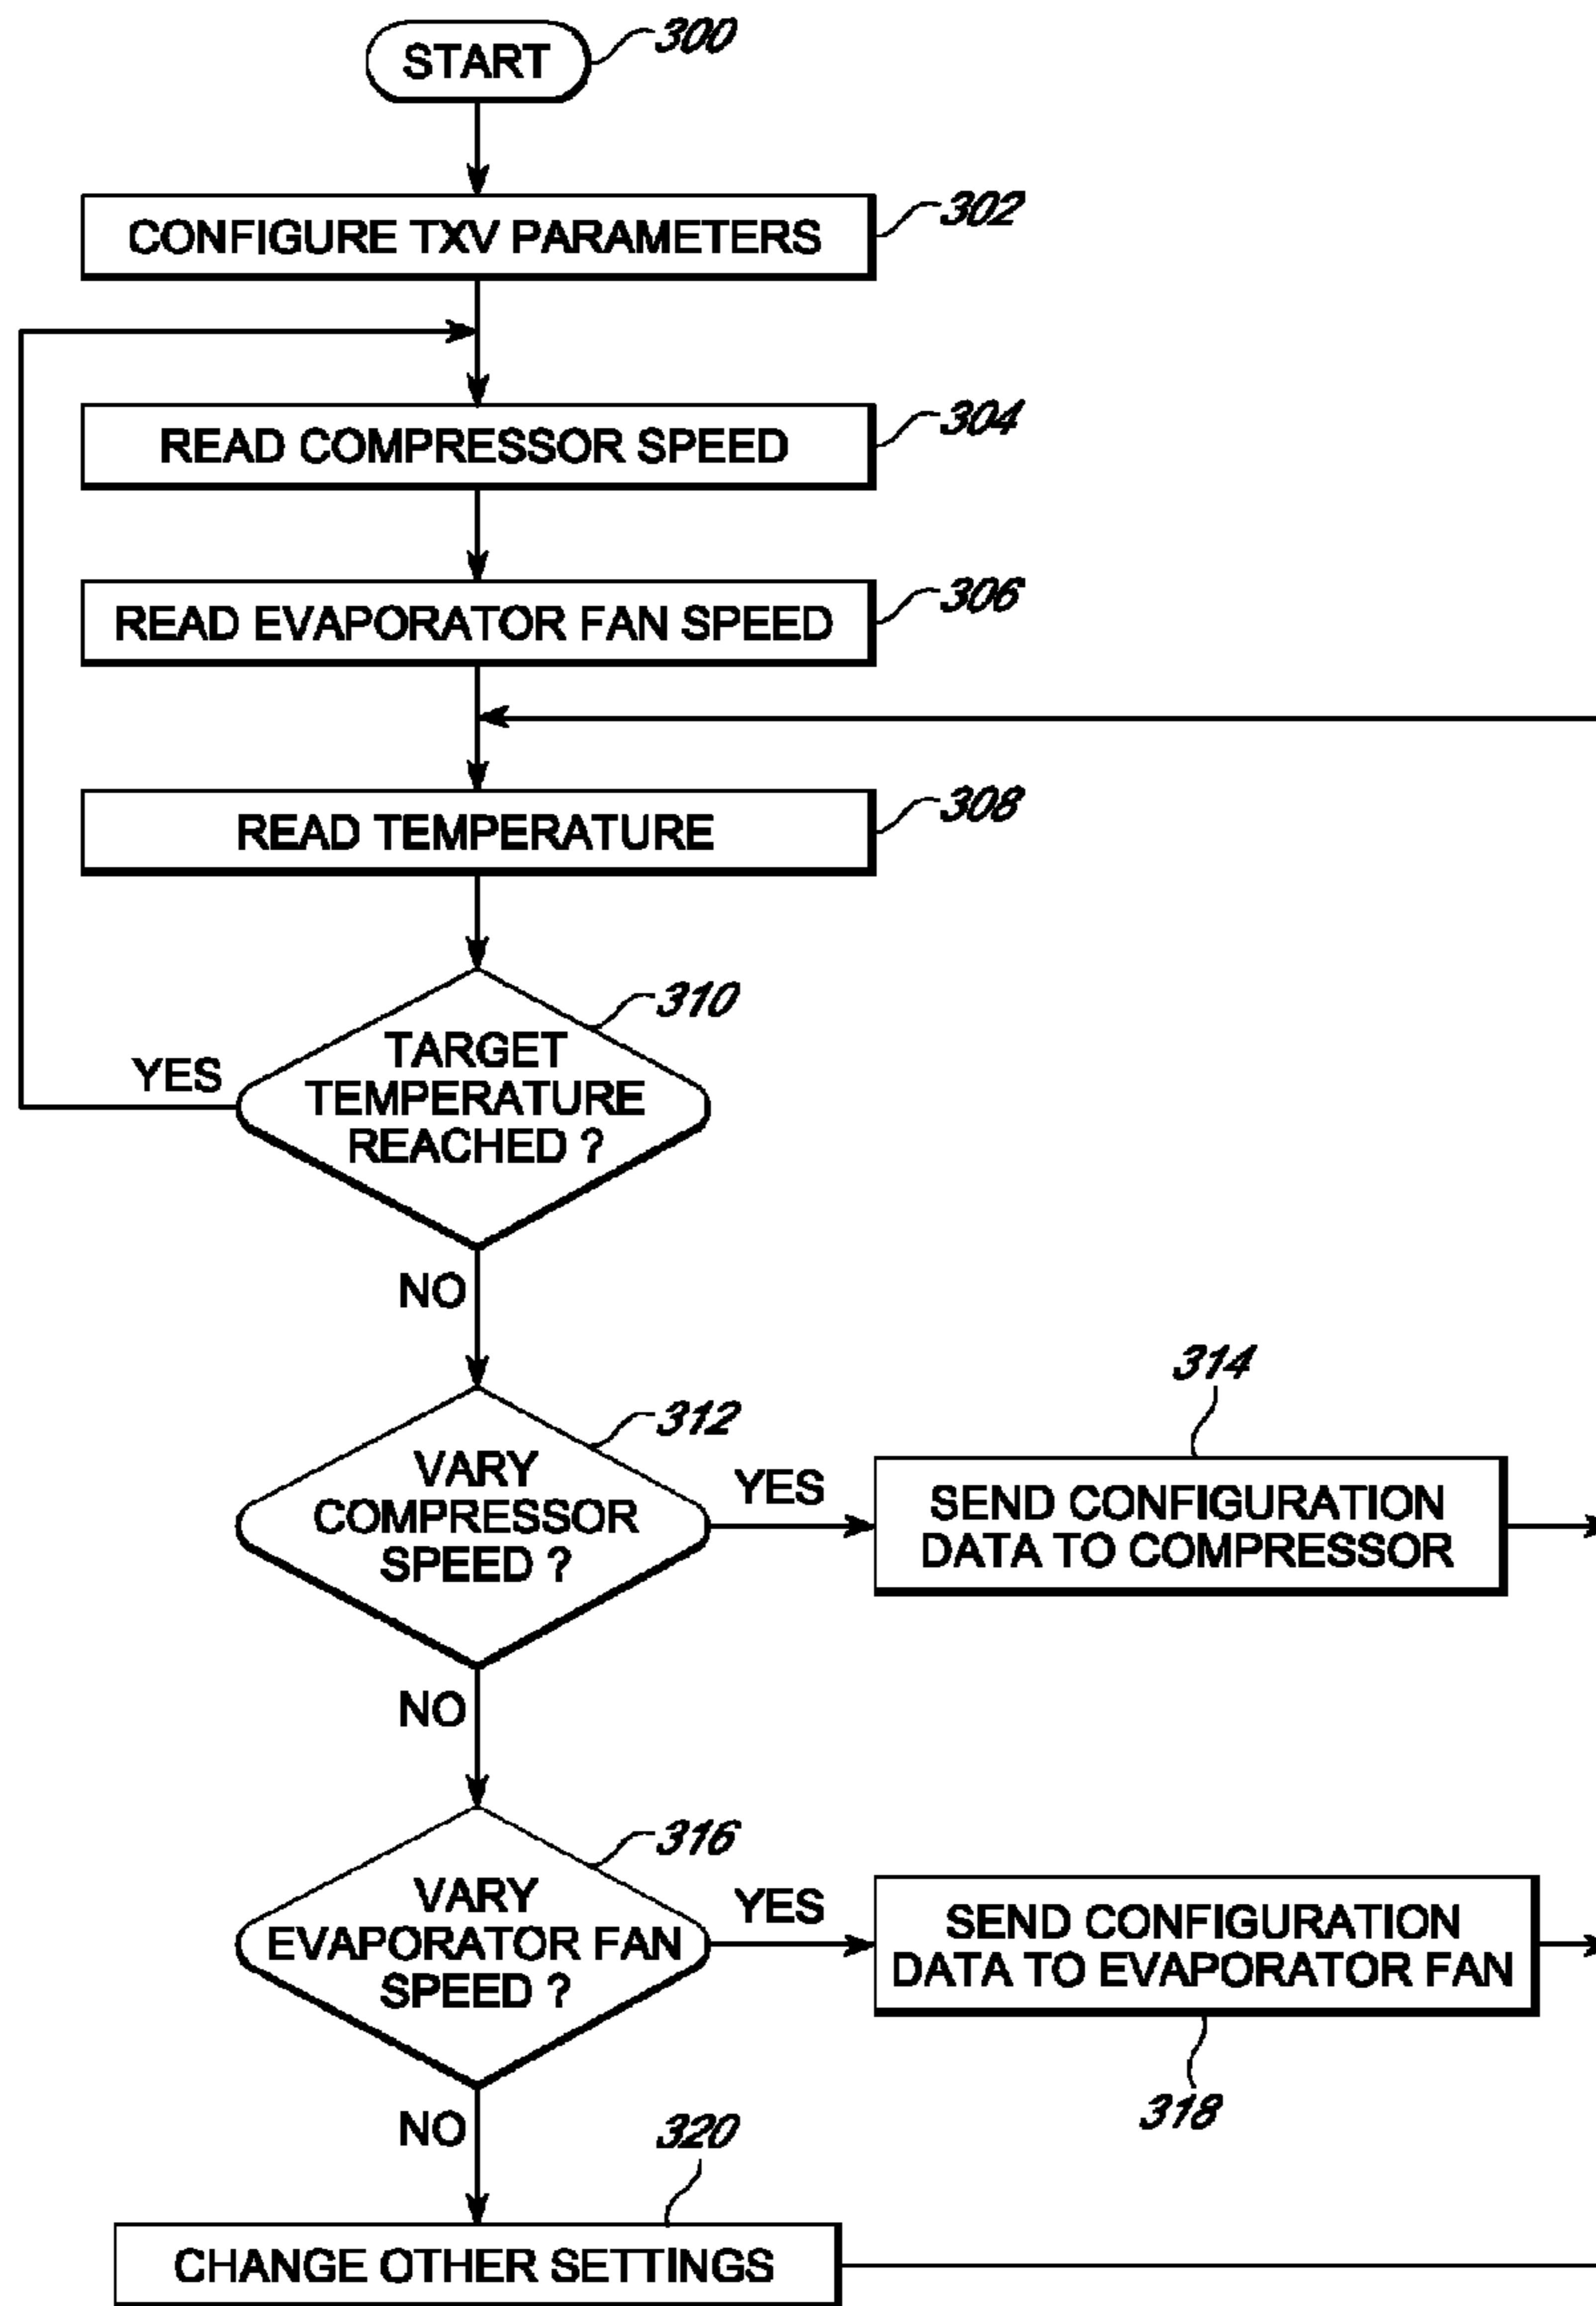 START
300
CONFIGURE TXV PARAMETERS
302
READ COMPRESSOR SPEED
304
READ EVAPORATOR FAN SPEED
306
READ TEMPERATURE
308
310
TARGET
TEMPERATURE
REACHED ?
YES
NO
312
VARY
COMPRESSOR
SPEED ?
YES
314
SEND CONFIGURATION
DATA TO COMPRESSOR
NO
316
VARY
EVAPORATOR FAN
SPEED ?
YES
SEND CONFIGURATION
DATA TO EVAPORATOR FAN
318
NO
320
CHANGE OTHER SETTINGS